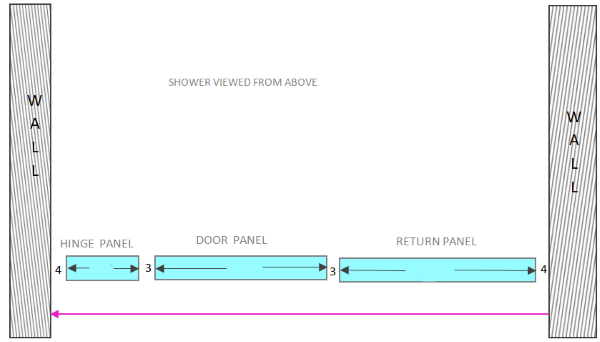 SHOWER VIEWED FROM ABOVE
W
A
L
L
W
A
L
L
HINGE PANEL
DOOR PANEL
RETURN PANEL
4
3
3
4